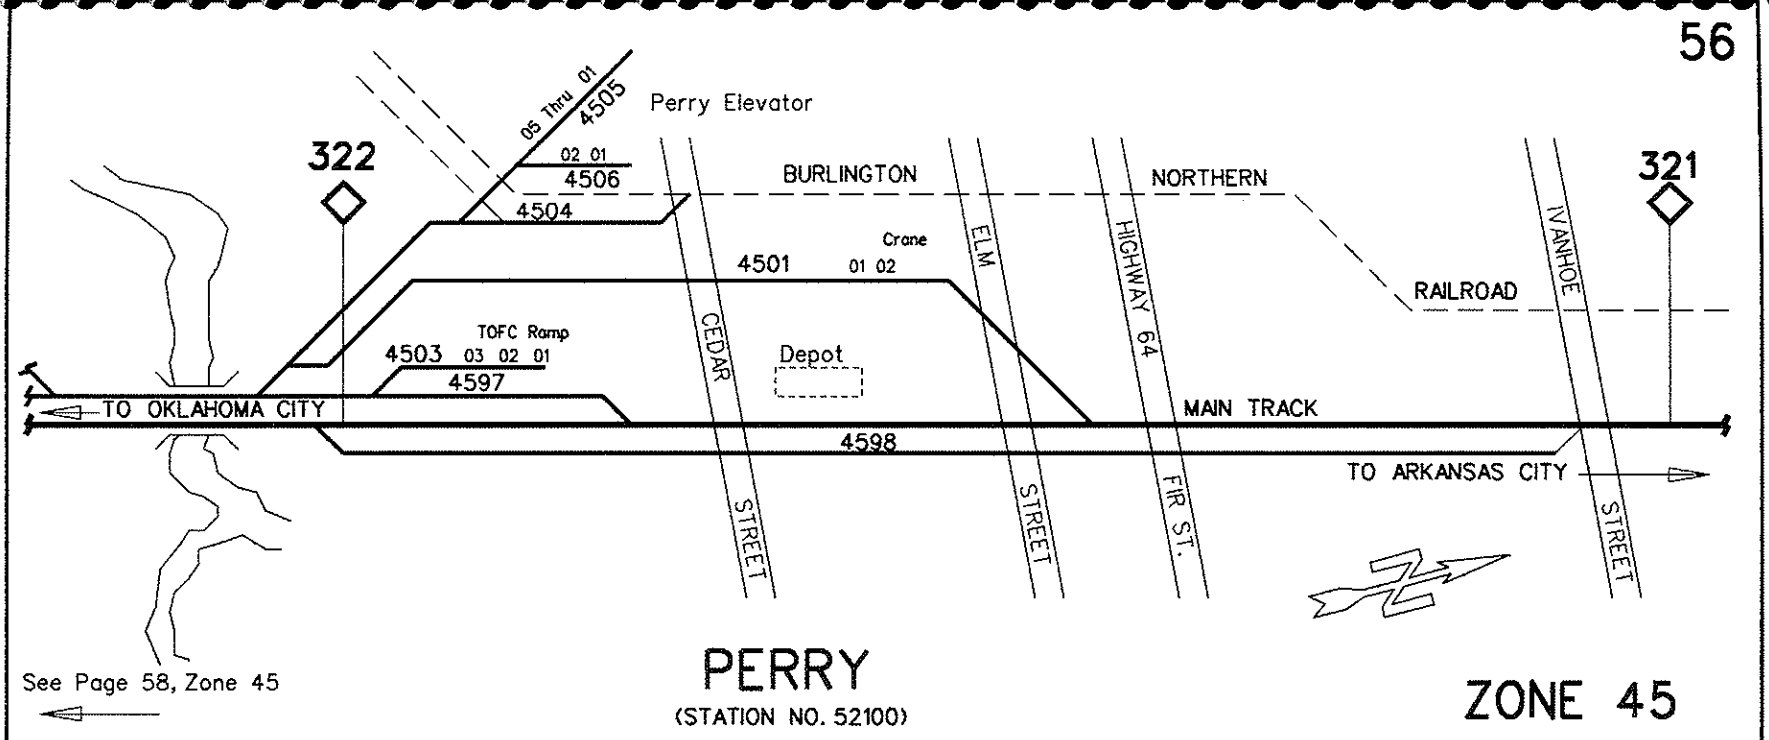 56
05 Thru 01
4505
Perry Elevator
322
02 01
4506
BURLINGTON
NORTHERN
321
4504
ELM
HIGHWAY 64
IVANHOE
Crane
4501 01 02
RAILROAD
CEDAR
TOFC Ramp
4503 03 02 01
4597
Depot
TO OKLAHOMA CITY
MAIN TRACK
4598
TO ARKANSAS CITY
STREET
STREET
FIR ST.
STREET
N
PERRY
(STATION NO. 52100)
See Page 58, Zone 45
ZONE 45